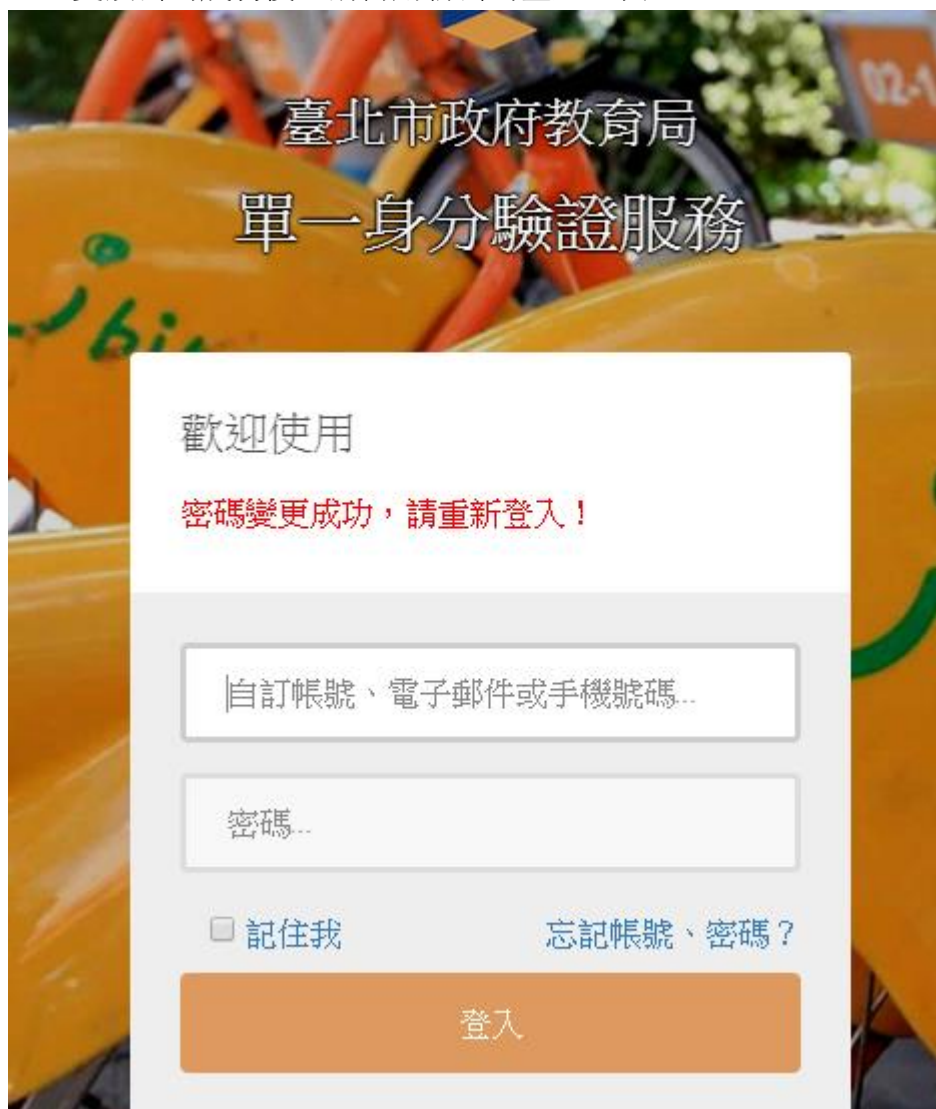 02-1
臺北市政府教育局
單一身分驗證服務
bi
歡迎使用
密碼變更成功，請重新登入！
自訂帳號、電子郵件或手機號碼...
密碼...
記住我
忘記帳號、密碼？
登入